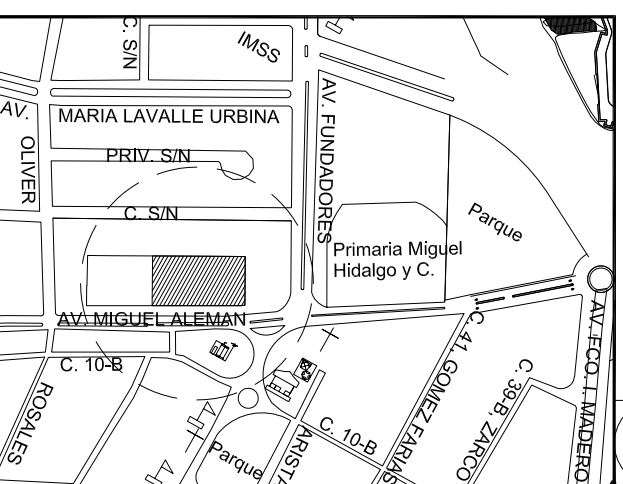 C. S/N
IMSS
AV.
OLIVER
MARIA LAVALLE URBINA
AV. FUNDADORES
PRIV. S/N
C. S/N
Parque
Primaria Miguel
Hidalgo y C.
AV. MIGUEL ALEMAN
C. 10-B
ROSALES
C. 41, GOMEZ FARIAS
C. 39-B, ZARCO
AV. FCO. I. MADERO
C. 10-B
ARISTA
Parque